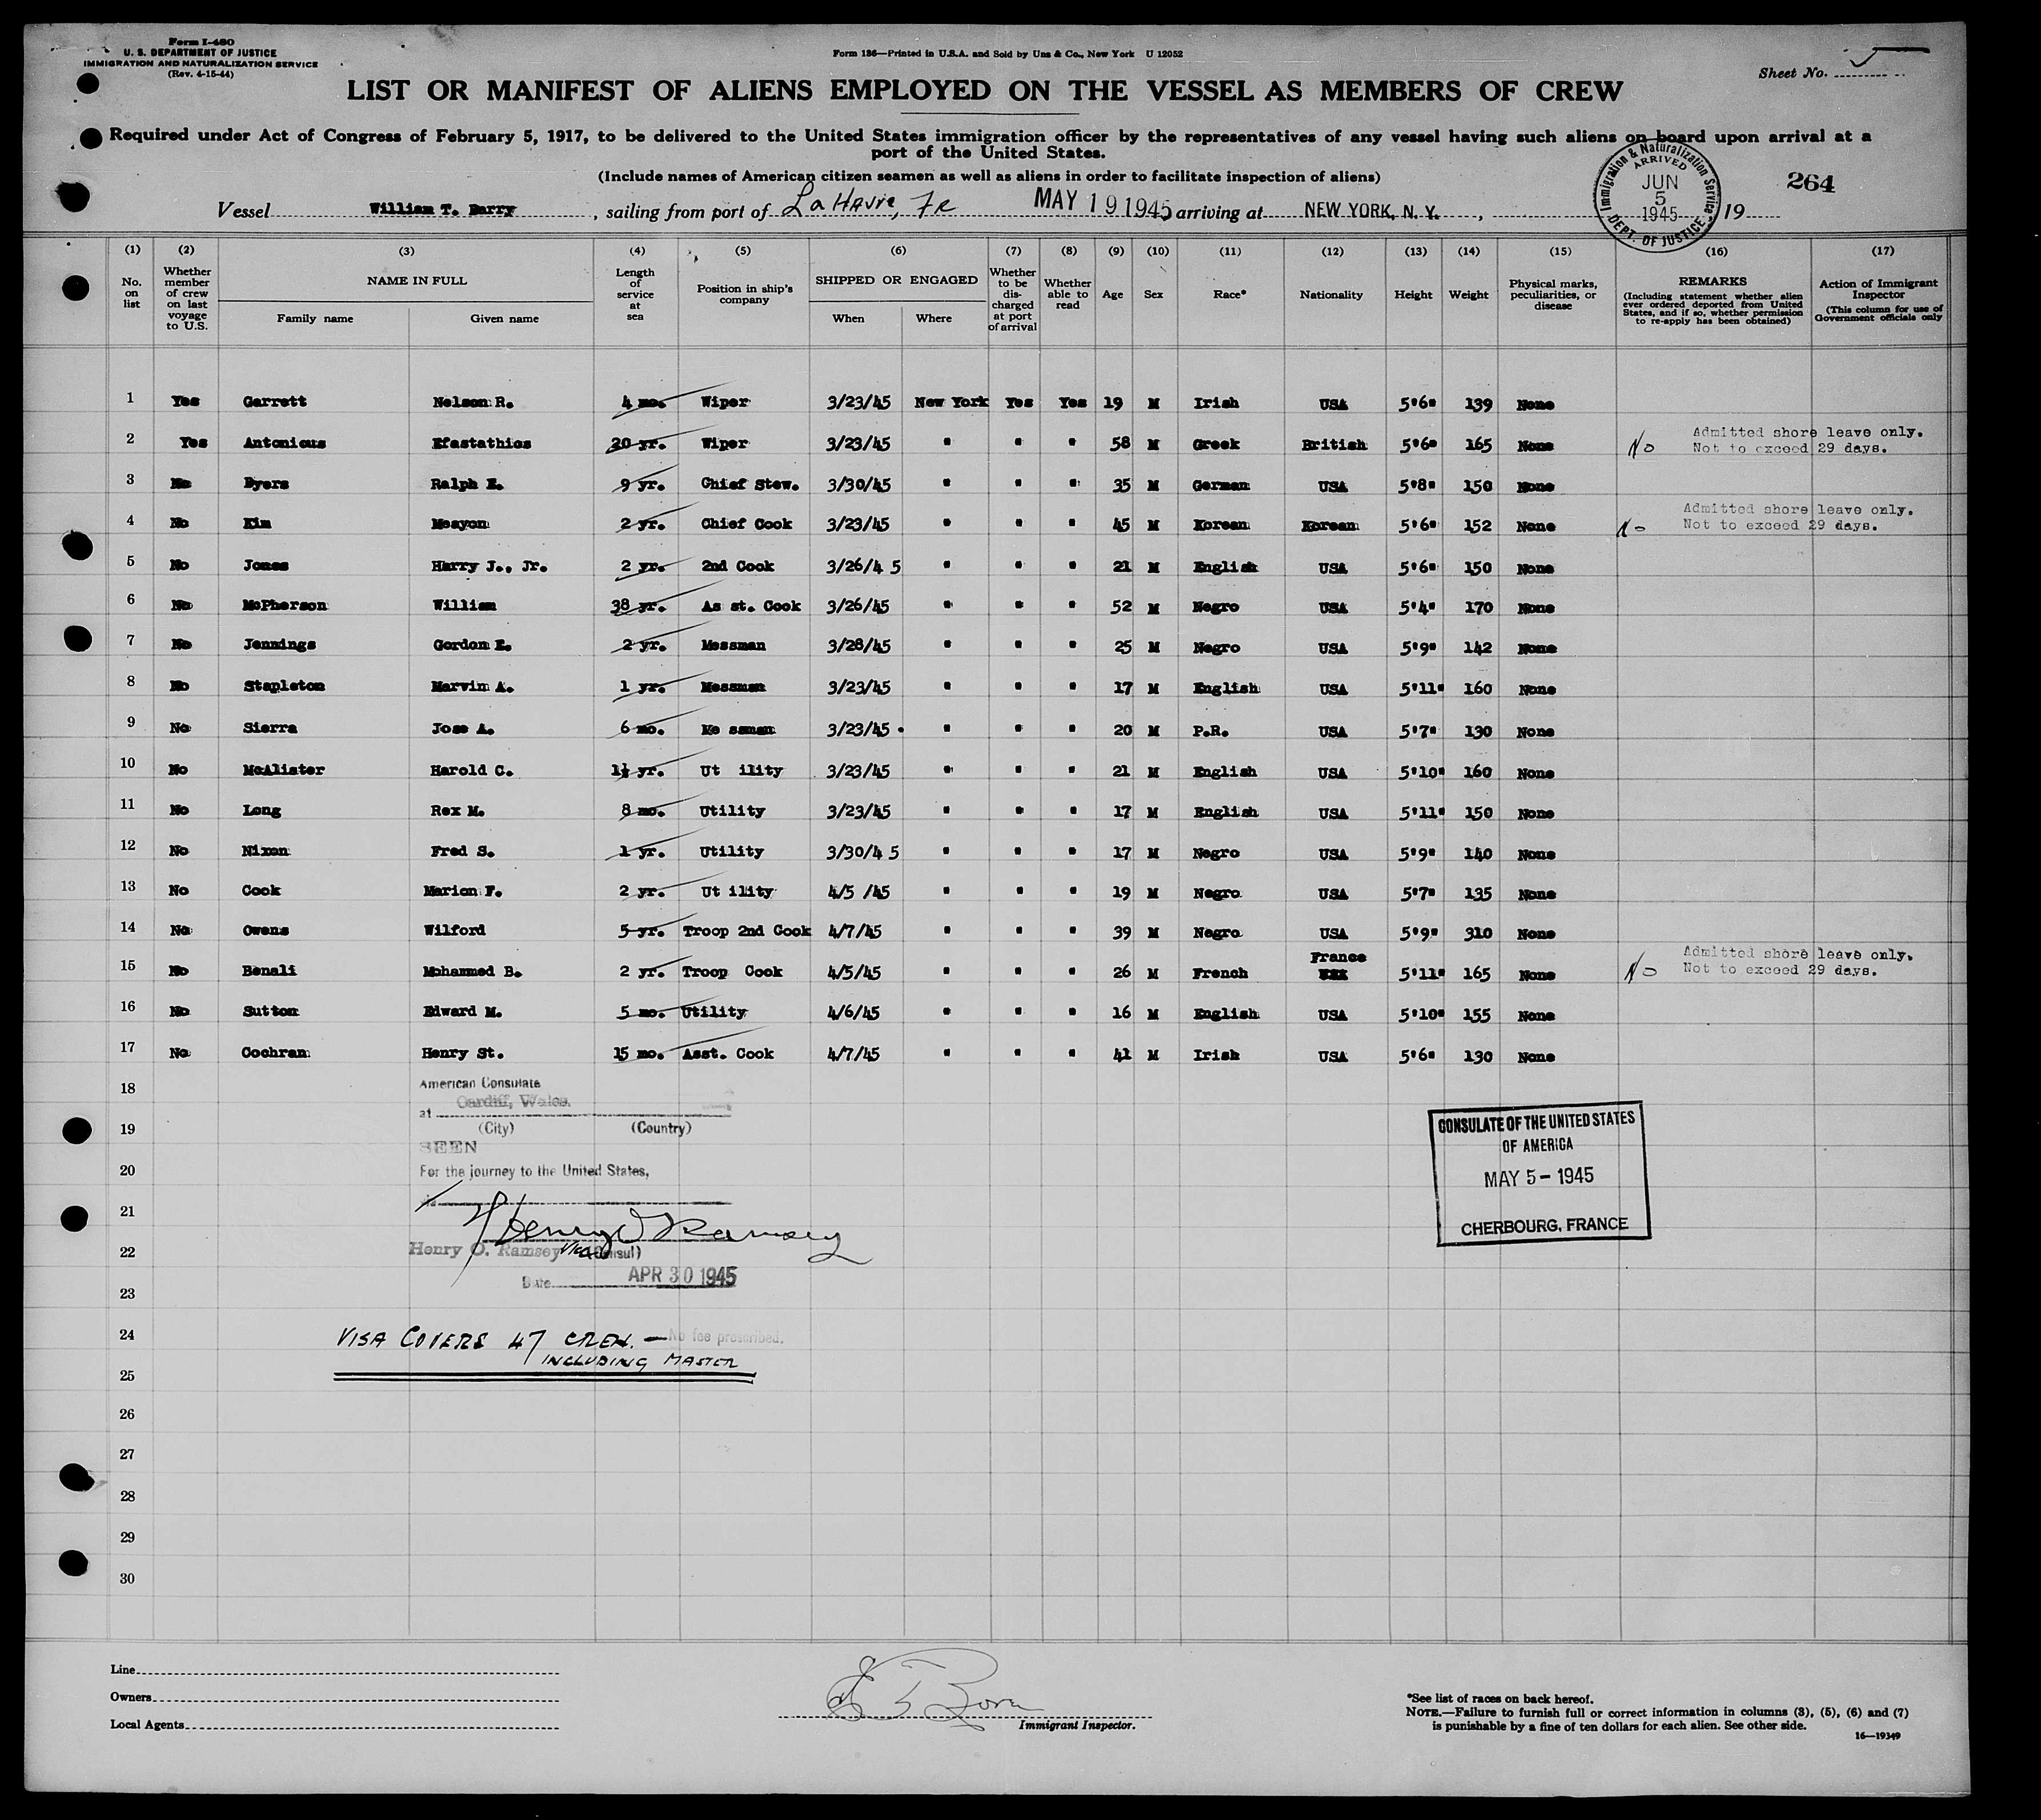 Form I-480
U. S. DEPARTMENT OF JUSTICE
IMMIGRATION AND NATURALIZATION SERVICE
(Rev. 4-15-44)
Form 136—Printed in U.S.A. and Sold by Unz & Co., New York U 12052
Sheet No.
LIST OR MANIFEST OF ALIENS EMPLOYED ON THE VESSEL AS MEMBERS OF CREW
Required under Act of Congress of February 5, 1917, to be delivered to the United States immigration officer by the representatives of any vessel having such aliens on board upon arrival at a
port of the United States.
(Include names of American citizen seamen as well as aliens in order to facilitate inspection of aliens)
Immigration & Naturalization Service
ARRIVED
JUN
5
1945
DEPT. OF JUSTICE
264
Vessel William T. Barry, sailing from port of La Havre, Fr MAY 19 1945 arriving at NEW YORK, N. Y., 19
(1) (2) (3) (4) (5) (6) (7) (8) (9) (10) (11) (12) (13) (14) (15) (16) (17)
No. on list
Whether member of crew on last voyage to U.S.
NAME IN FULL
Family name
Given name
Length of service at sea
Position in ship's company
SHIPPED OR ENGAGED
When
Where
Whether to be discharged at port of arrival
Whether able to read
Age
Sex
Race*
Nationality
Height
Weight
Physical marks, peculiarities, or disease
REMARKS
(Including statement whether alien ever ordered deported from United States, and if so, whether permission to re-apply has been obtained)
Action of Immigrant Inspector
(This column for use of Government officials only
1 Yes Garrett Nelson R. 4 mo. Wiper 3/23/45 New York Yes Yes 19 M Irish USA 5'6" 139 None
2 Yes Antonious Efastathios 20 yr. Wiper 3/23/45 " " " 58 M Greek British 5'6" 165 None No Admitted shore leave only. Not to exceed 29 days.
3 No Byers Ralph E. 9 yr. Chief Stew. 3/30/45 " " " 35 M German USA 5'8" 150 None
4 No Kim Meayon 2 yr. Chief Cook 3/23/45 " " " 45 M Korean Korean 5'6" 152 None No Admitted shore leave only. Not to exceed 29 days.
5 No Jones Harry J., Jr. 2 yr. 2nd Cook 3/26/4 5 " " " 21 M English USA 5'6" 150 None
6 No McPherson William 38 yr. As st. Cook 3/26/45 " " " 52 M Negro USA 5'4" 170 None
7 No Jennings Gordon E. 2 yr. Messman 3/28/45 " " " 25 M Negro USA 5'9" 142 None
8 No Stapleton Marvin A. 1 yr. Messman 3/23/45 " " " 17 M English USA 5'11" 160 None
9 No Sierra Jose A. 6 mo. Me ssman 3/23/45 " " " 20 M P.R. USA 5'7" 130 None
10 No McAlister Harold C. 1½ yr. Ut ility 3/23/45 " " " 21 M English USA 5'10" 160 None
11 No Long Rex M. 8 mo. Utility 3/23/45 " " " 17 M English USA 5'11" 150 None
12 No Nixon Fred S. 1 yr. Utility 3/30/4 5 " " " 17 M Negro USA 5'9" 140 None
13 No Cook Marion F. 2 yr. Ut ility 4/5 /45 " " " 19 M Negro USA 5'7" 135 None
14 No Owens Wilford 5 yr. Troop 2nd Cook 4/7/45 " " " 39 M Negro USA 5'9" 310 None
15 No Benali Mohammed B. 2 yr. Troop Cook 4/5/45 " " " 26 M French France 5'11" 165 None No Admitted shore leave only. Not to exceed 29 days.
16 No Sutton Edward M. 5 mo. Utility 4/6/45 " " " 16 M English USA 5'10" 155 None
17 No Cochran Henry St. 15 mo. Asst. Cook 4/7/45 " " " 41 M Irish USA 5'6" 130 None
18
19
20
21
22
23
24
25
26
27
28
29
30
American Consulate
at Cardiff, Wales.
(City) (Country)
SEEN
For the journey to the United States,
Henry O Ramsey
Henry O. Ramsey Vice Consul)
Date APR 30 1945
VISA COVERS 47 CREW. — No fee prescribed.
INCLUDING MASTER
CONSULATE OF THE UNITED STATES
OF AMERICA
MAY 5 - 1945
CHERBOURG, FRANCE
Line
Owners
Local Agents
Immigrant Inspector.
*See list of races on back hereof.
NOTE.—Failure to furnish full or correct information in columns (3), (5), (6) and (7)
is punishable by a fine of ten dollars for each alien. See other side.
16—19349